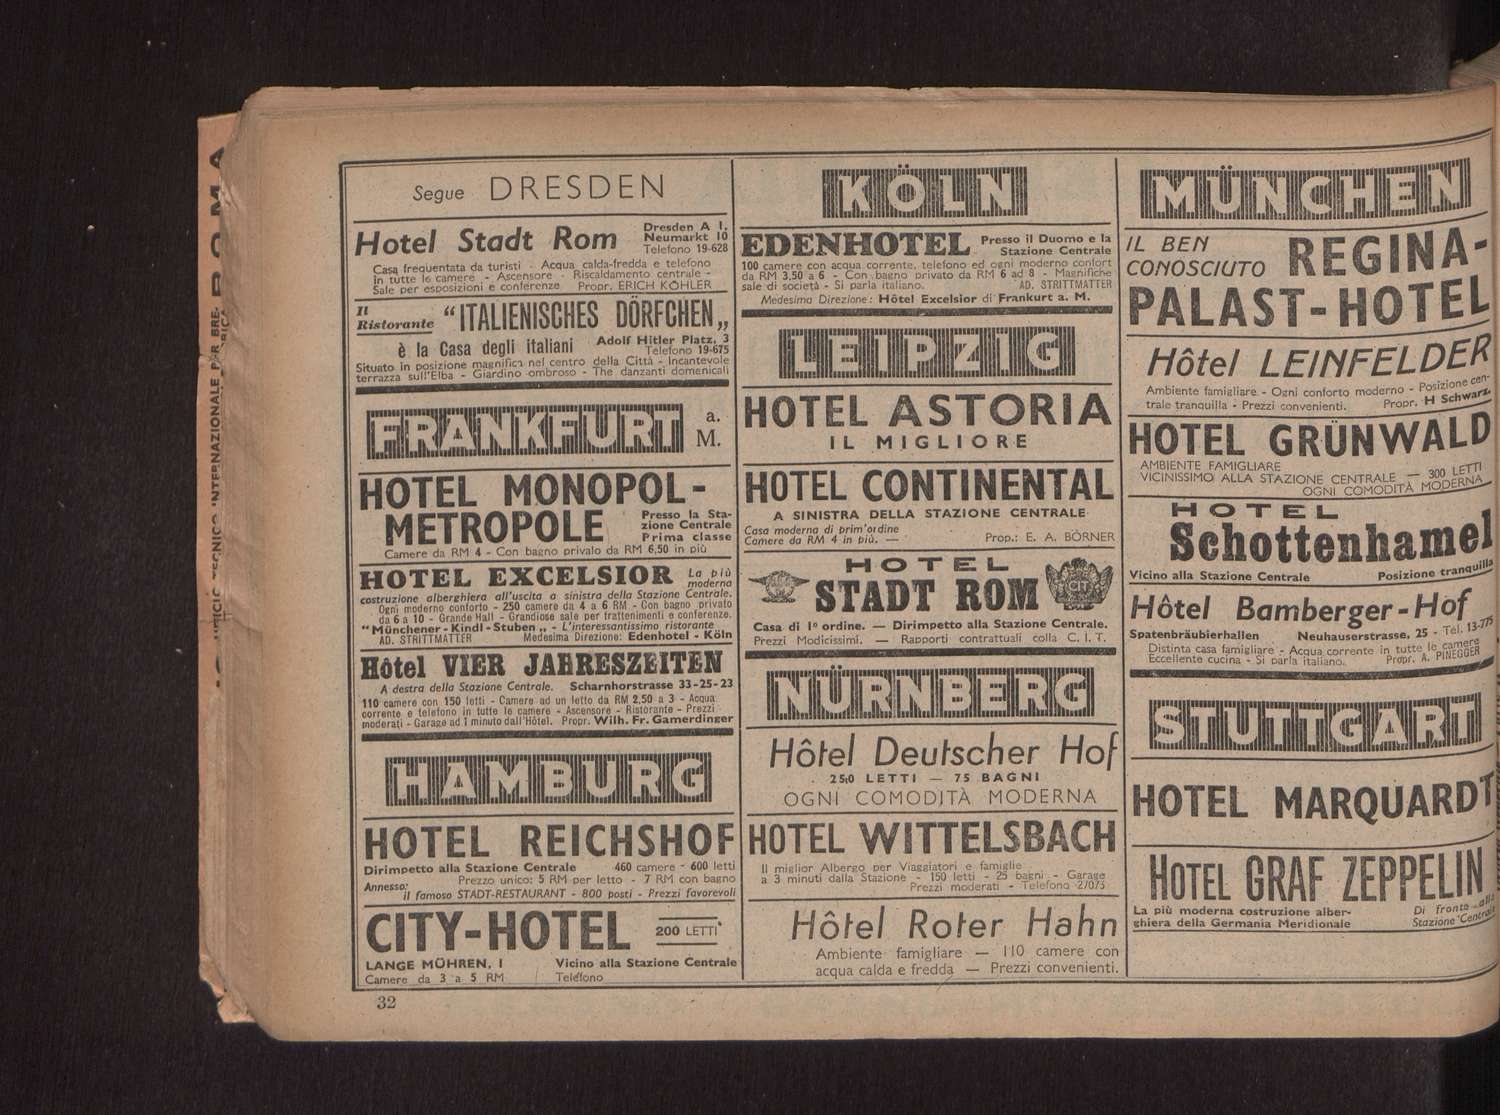 Segue DRESDEN
Hotel Stadt Rom
Dresden A 1,
Neumarkt 10
Telefono 19-628
Casa frequentata da turisti - Acqua calda-fredda e telefono
in tutte le camere - Ascensore - Riscaldamento centrale -
Sale per esposizioni e conferenze Propr. ERICH KÖHLER
Il
Ristorante
"ITALIENISCHES DÖRFCHEN„
è la Casa degli italiani
Adolf Hitler Platz, 3
Telefono 19-675
Situato in posizione magnifica nel centro della Città - Incantevole
terrazza sull'Elba - Giardino ombroso - The danzanti domenicali
FRANKFURT a. M.
HOTEL MONOPOL-
METROPOLE
Presso la Sta-
zione Centrale
Prima classe
Camere da RM 4 - Con bagno privalo da RM 6,50 in più
HOTEL EXCELSIOR La più
moderna
costruzione alberghiera all'uscita a sinistra della Stazione Centrale.
Ogni moderno conforto - 250 camere da 4 a 6 RM - Con bagno privato
da 6 a 10 - Grande Hall - Grandiose sale per trattenimenti e conferenze.
"Münchener - Kindl - Stuben„ - L'interessantissimo ristorante
AD. STRITTMATTER Medesima Direzione: Edenhotel - Köln
Hôtel VIER JAHRESZEITEN
A destra della Stazione Centrale. Scharnhorstrasse 33-25-23
110 camere con 150 letti - Camere ad un letto da RM 2,50 a 3 - Acqua
corrente e telefono in tutte le camere - Ascensore - Ristorante - Prezzi
moderati - Garage ad 1 minuto dall'Hôtel. Propr. Wilh. Fr. Gamerdinger
HAMBURG
HOTEL REICHSHOF
Dirimpetto alla Stazione Centrale 460 camere - 600 letti
Prezzo unico: 5 RM per letto - 7 RM con bagno
Annesso:
il famoso STADT-RESTAURANT - 800 posti - Prezzi favorevoli
CITY-HOTEL 200 LETTI
LANGE MÜHREN, 1 Vicino alla Stazione Centrale
Camere da 3 a 5 RM Teléfono
32
KÖLN
EDENHOTEL
Presso il Duomo e la
Stazione Centrale
100 camere con acqua corrente, telefono ed ogni moderno confort
da RM 3,50 a 6 - Con bagno privato da RM 6 ad 8 - Magnifiche
sale di società - Si parla italiano. AD. STRITTMATTER
Medesima Direzione: Hôtel Excelsior di Frankurt a. M.
LEIPZIG
HOTEL ASTORIA
IL MIGLIORE
HOTEL CONTINENTAL
A SINISTRA DELLA STAZIONE CENTRALE
Casa moderna di prim'ordine
Camere da RM 4 in più. — Prop.: E. A. BÖRNER
HOTEL
STADT ROM
CIT
Casa di 1º ordine. — Dirimpetto alla Stazione Centrale.
Prezzi Modicissimi. — Rapporti contrattuali colla C. I. T.
NÜRNBERG
Hôtel Deutscher Hof
250 LETTI — 75 BAGNI
OGNI COMODITÀ MODERNA
HOTEL WITTELSBACH
Il miglior Albergo per Viaggiatori e famiglie
a 3 minuti dalla Stazione - 150 letti - 25 bagni - Garage
Prezzi moderati - Telefono 27075
Hôtel Roter Hahn
Ambiente famigliare — 110 camere con
acqua calda e fredda — Prezzi convenienti.
MÜNCHEN
IL BEN
CONOSCIUTO
REGINA-
PALAST-HOTEL
Hôtel LEINFELDER
Ambiente famigliare - Ogni conforto moderno - Posizione cen-
trale tranquilla - Prezzi convenienti. Propr. H Schwarz.
HOTEL GRÜNWALD
AMBIENTE FAMIGLIARE
VICINISSIMO ALLA STAZIONE CENTRALE — 300 LETTI
OGNI COMODITÀ MODERNA
HOTEL
Schottenhamel
Vicino alla Stazione Centrale Posizione tranquilla
Hôtel Bamberger-Hof
Spatenbräubierhallen Neuhauserstrasse, 25 - Tel. 13-775
Distinta casa famigliare - Acqua corrente in tutte le camere
Eccellente cucina - Si parla italiano. Propr. A. PINEGGER
STUTTGART
HOTEL MARQUARDT
HOTEL GRAF ZEPPELIN
La più moderna costruzione alber-
ghiera della Germania Meridionale
Di fronte alla
Stazione Centrale